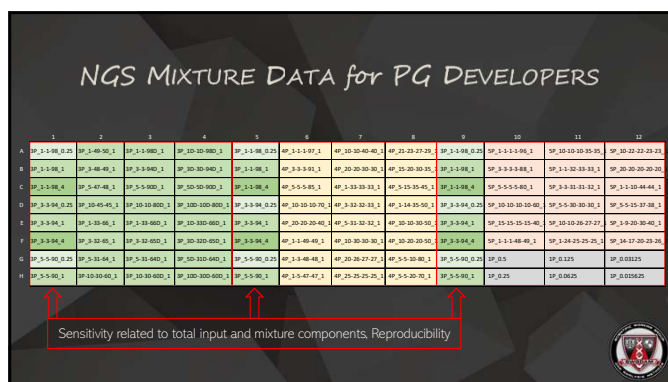 NGS MIXTURE DATA for PG DEVELOPERS
1 2 3 4 5 6 7 8 9 10 11 12
A 3P_1-1-98_0.25 3P_1-49-50_1 3P_1-1-98D_1 3P_1D-1D-98D_1 3P_1-1-98_0.25 4P_1-1-1-97_1 4P_10-10-40-40_1 4P_21-23-27-29_1 3P_1-1-98_0.25 5P_1-1-1-1-96_1 5P_10-10-10-35-35_1 5P_10-22-22-23-23
B 3P_1-1-98_1 3P_3-48-49_1 3P_3-3-94D_1 3P_3D-3D-94D_1 3P_1-1-98_1 4P_3-3-3-91_1 4P_20-20-30-30_1 4P_15-20-30-35_1 3P_1-1-98_1 5P_3-3-3-3-88_1 5P_1-1-32-33-33_1 5P_20-20-20-20-20
C 3P_1-1-98_4 3P_5-47-48_1 3P_5-5-90D_1 3P_5D-5D-90D_1 3P_1-1-98_4 4P_5-5-5-85_1 4P_1-33-33-33_1 4P_5-15-35-45_1 3P_1-1-98_4 5P_5-5-5-5-80_1 5P_3-3-31-31-32_1 5P_1-1-10-44-44_1
D 3P_3-3-94_0.25 3P_10-45-45_1 3P_10-10-80D_1 3P_10D-10D-80D_1 3P_3-3-94_0.25 4P_10-10-10-70_1 4P_3-32-32-33_1 4P_1-14-35-50_1 3P_3-3-94_0.25 5P_10-10-10-10-60_1 5P_5-5-30-30-30_1 5P_5-5-15-37-38_1
E 3P_3-3-94_1 3P_1-33-66_1 3P_1-33-66D_1 3P_1D-33D-66D_1 3P_3-3-94_1 4P_20-20-20-40_1 4P_5-31-32-32_1 4P_10-10-30-50_1 3P_3-3-94_1 5P_15-15-15-15-40_1 5P_10-10-26-27-27_1 5P_1-9-20-30-40_1
F 3P_3-3-94_4 3P_3-32-65_1 3P_3-32-65D_1 3P_3D-32D-65D_1 3P_3-3-94_4 4P_1-1-49-49_1 4P_10-30-30-30_1 4P_10-20-20-50_1 3P_3-3-94_4 5P_1-1-1-48-49_1 5P_1-24-25-25-25_1 5P_14-17-20-23-26
G 3P_5-5-90_0.25 3P_5-31-64_1 3P_5-31-64D_1 3P_5D-31D-64D_1 3P_5-5-90_0.25 4P_1-3-48-48_1 4P_20-26-27-27_1 4P_5-5-10-80_1 3P_5-5-90_0.25 1P_0.5 1P_0.125 1P_0.03125
H 3P_5-5-90_1 3P-10-30-60_1 3P_10-30-60D_1 3P_10D-30D-60D_1 3P_5-5-90_1 4P_1-5-47-47_1 4P_25-25-25-25_1 4P_5-5-20-70_1 3P_5-5-90_1 1P_0.25 1P_0.0625 1P_0.015625
Sensitivity related to total input and mixture components, Reproducibility
SWGDAM